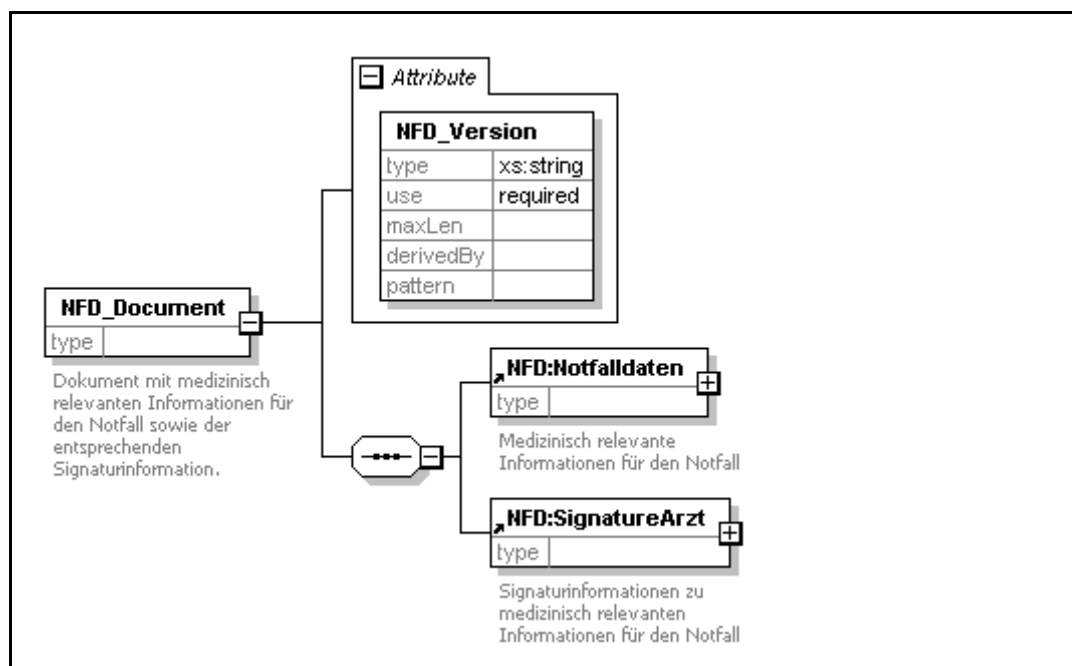 Attribute
NFD_Version
type xs:string
use required
maxLen
derivedBy
pattern
NFD_Document
type
Dokument mit medizinisch
relevanten Informationen für
den Notfall sowie der
entsprechenden
Signaturinformation.
NFD:Notfalldaten
type
Medizinisch relevante
Informationen für den Notfall
NFD:SignatureArzt
type
Signaturinformationen zu
medizinisch relevanten
Informationen für den Notfall